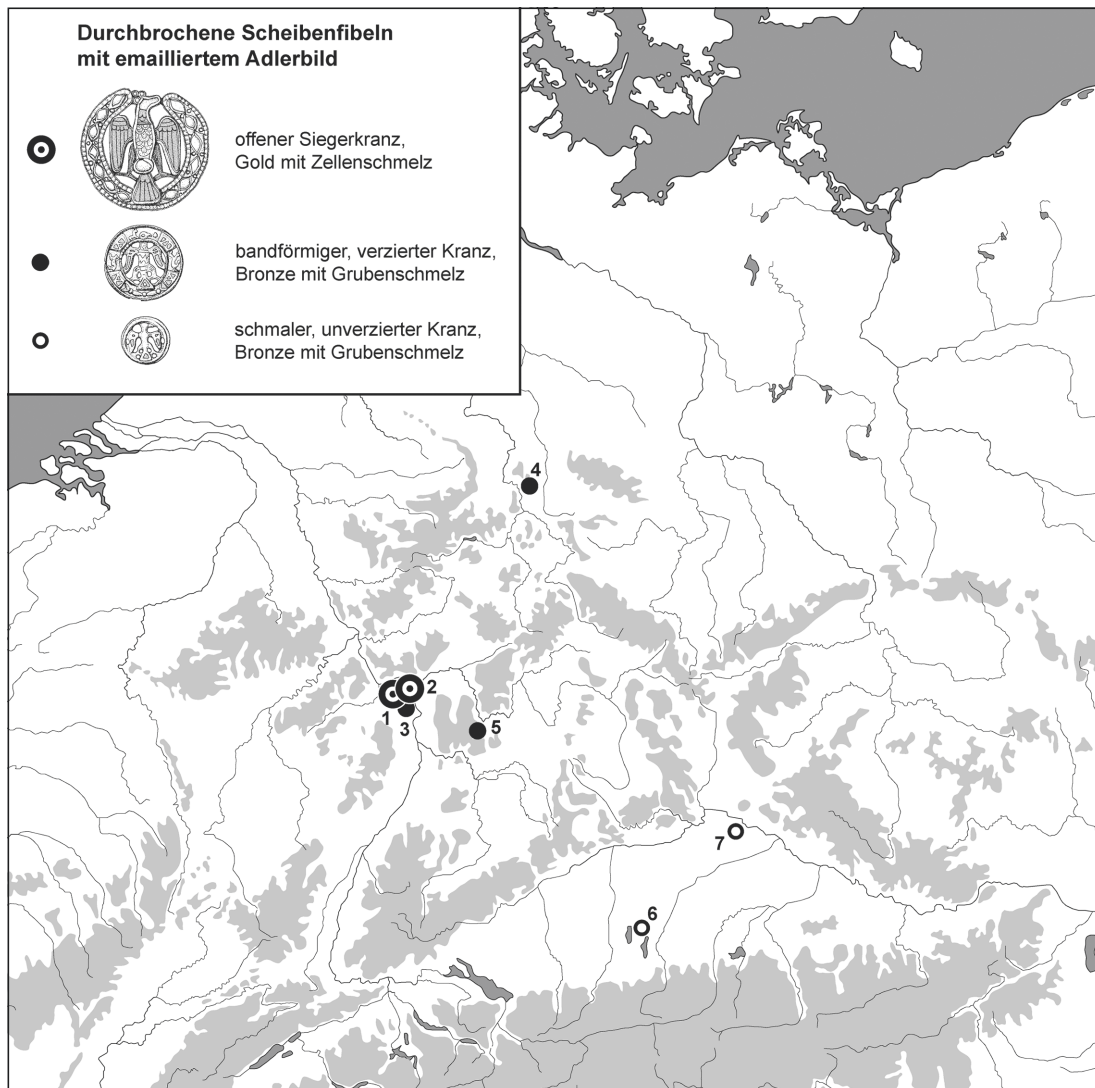 Durchbrochene Scheibenfibeln
mit emailliertem Adlerbild
offener Siegerkranz,
Gold mit Zellenschmelz
bandförmiger, verzierter Kranz,
Bronze mit Grubenschmelz
schmaler, unverzierter Kranz,
Bronze mit Grubenschmelz
4
2
1
3
5
7
6